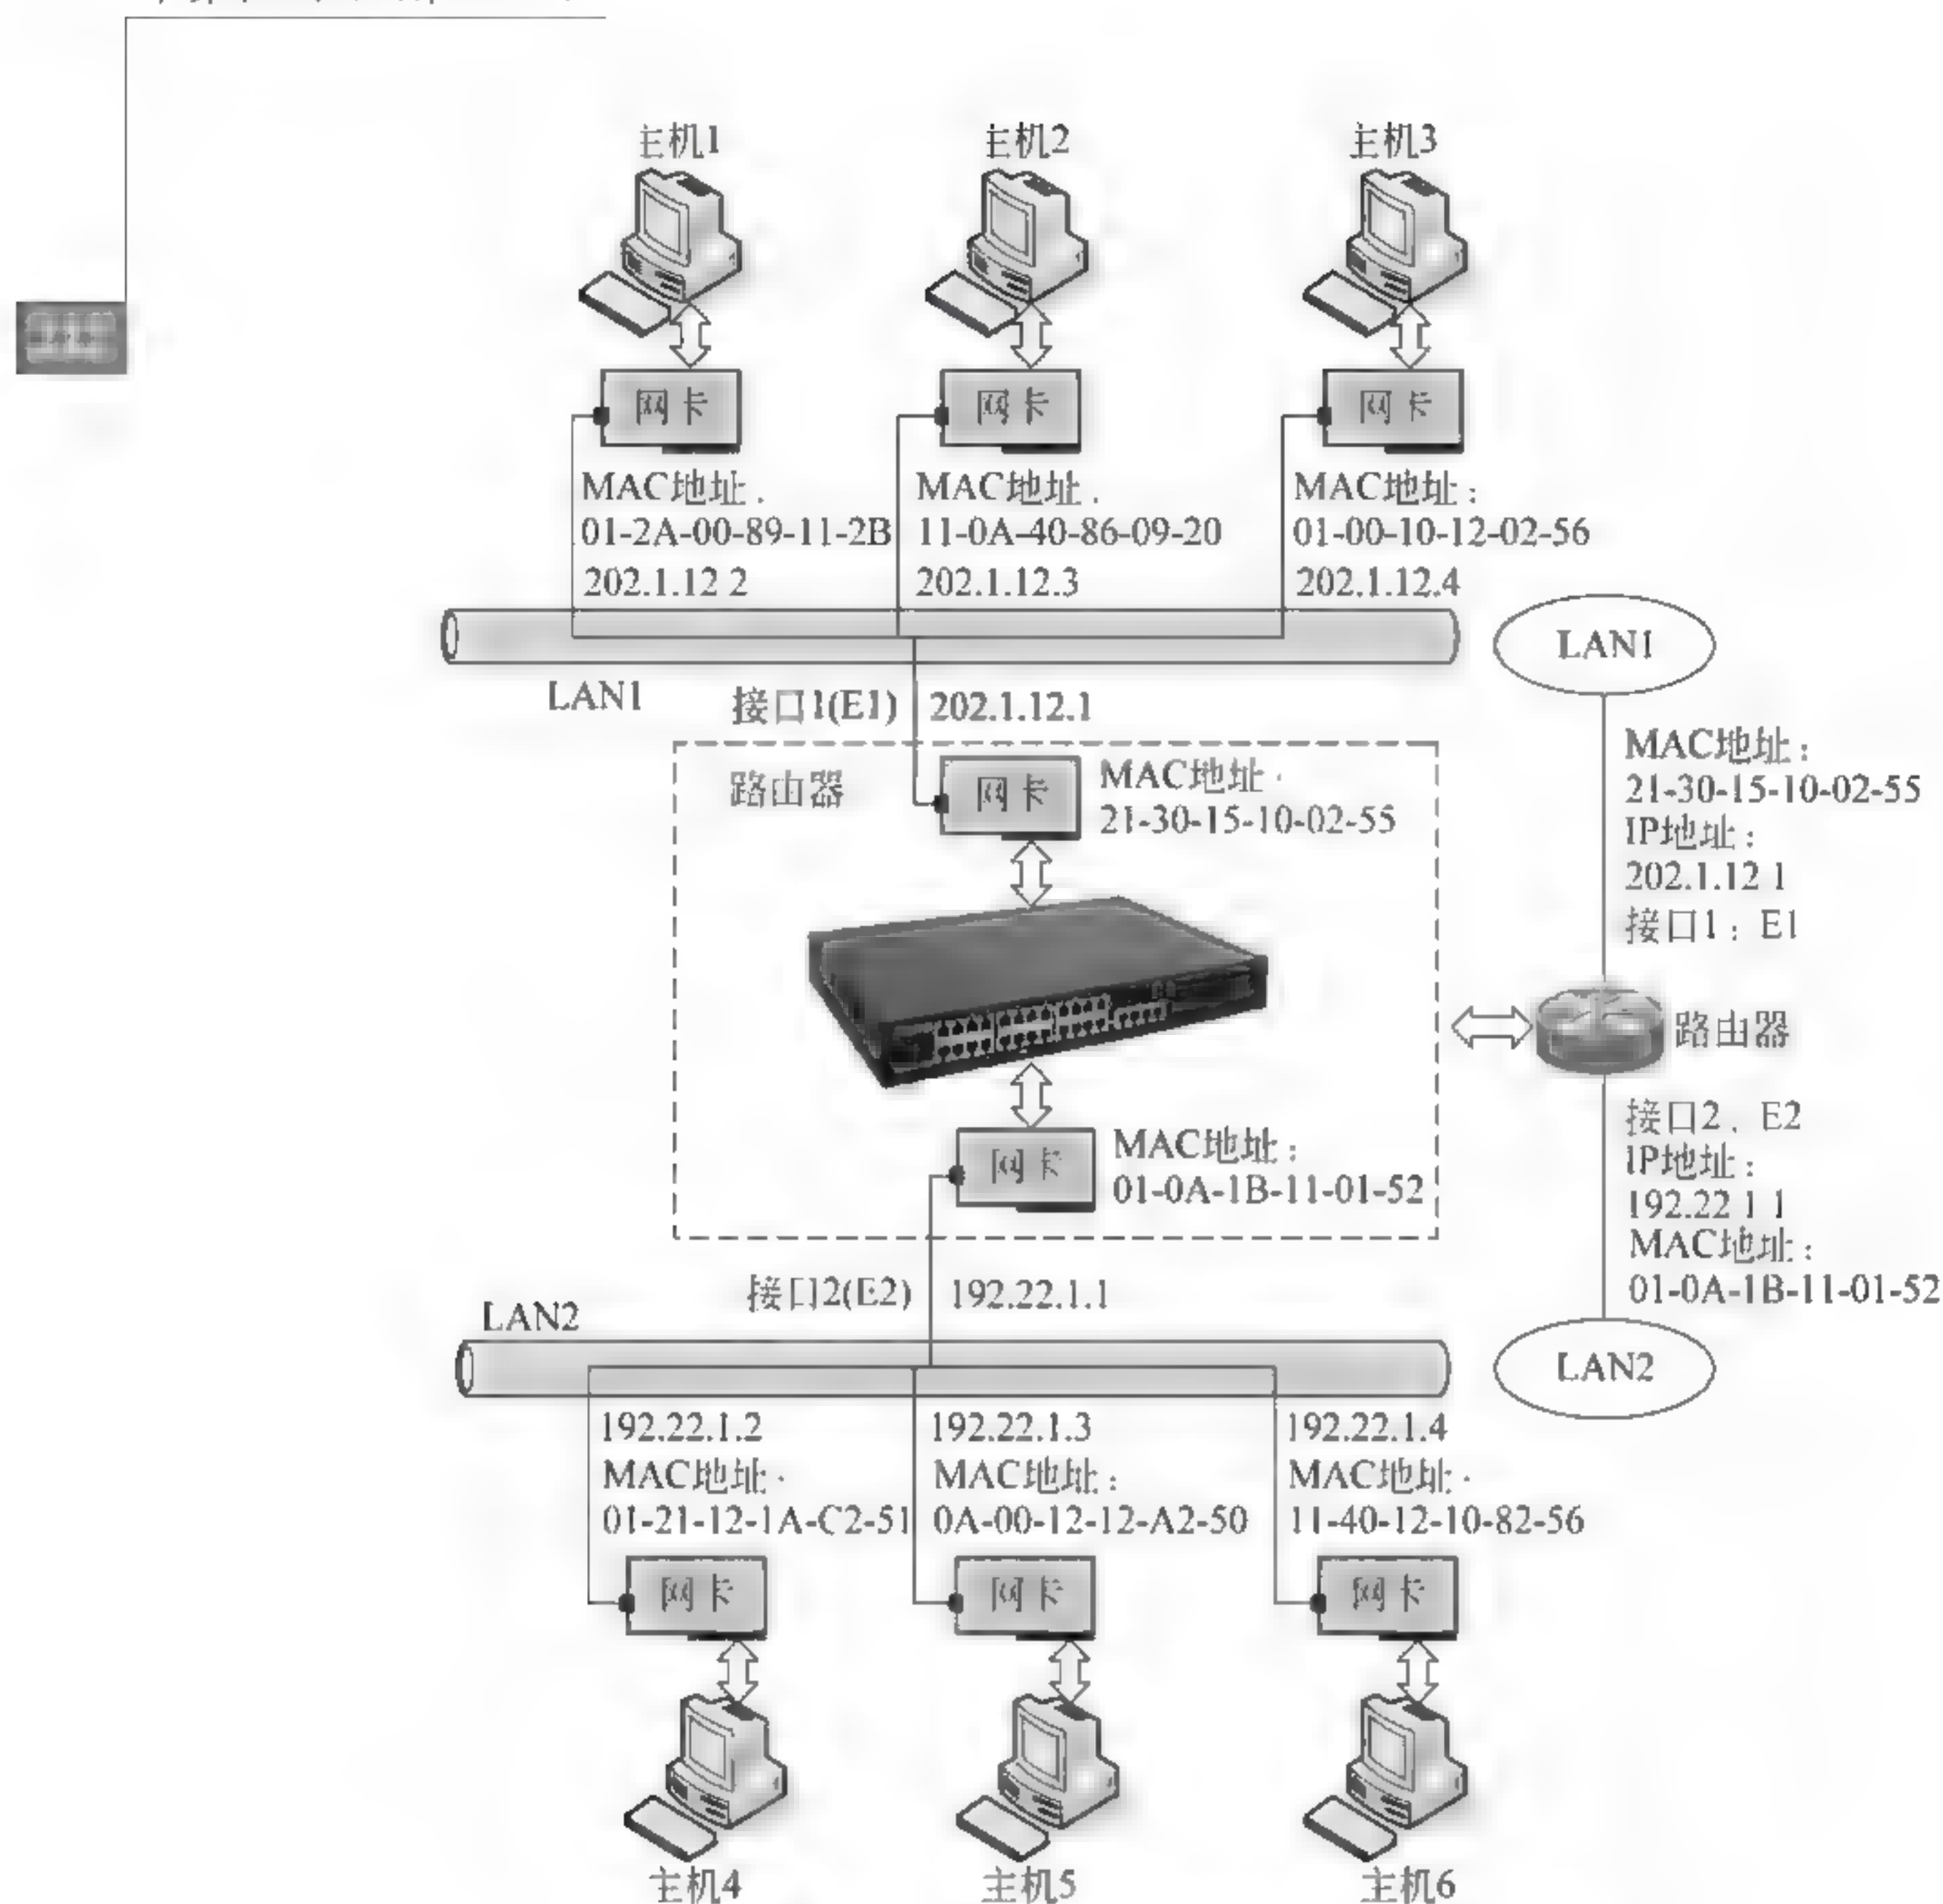 主机1
主机2
主机3
网卡
网卡
网卡
MAC地址:
01-2A-00-89-11-2B
202.1.12 2
MAC地址:
11-0A-40-86-09-20
202.1.12.3
MAC地址:
01-00-10-12-02-56
202.1.12.4
LAN1
LAN1
接口1(E1)
202.1.12.1
路由器
网卡
MAC地址:
21-30-15-10-02-55
MAC地址:
21-30-15-10-02-55
IP地址:
202.1.12 1
接口1: E1
路由器
网卡
MAC地址:
01-0A-1B-11-01-52
接口2: E2
IP地址:
192.22 1 1
MAC地址:
01-0A-1B-11-01-52
接口2(E2)
192.22.1.1
LAN2
LAN2
192.22.1.2
MAC地址:
01-21-12-1A-C2-51
192.22.1.3
MAC地址:
0A-00-12-12-A2-50
192.22.1.4
MAC地址:
11-40-12-10-82-56
网卡
网卡
网卡
主机4
主机5
主机6